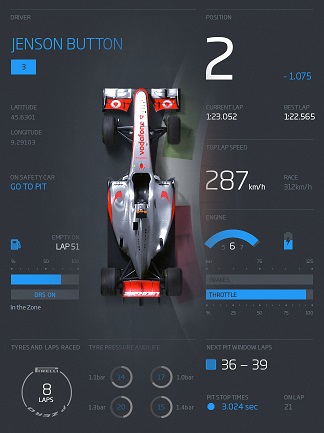 DRIVER
POSITION
JENSON BUTTON
2
- 1.075
3
LATITUDE
45.6301
CURRENT LAP
BEST LAP
1:23.052
1:22.565
LONGITUDE
9.29103
TOP LAP SPEED
ON SAFETY CAR
GO TO PIT
287 km/h
RACE
312km/h
vodafone
ENGINE
EMPTY ON
LAP 51
5
6
7
DRS ON
THROTTLE
In the Zone
TYRES AND LAPS RACED
TYRE PRESSURE AND LIFE
NEXT PIT WINDOW LAPS
36 – 39
PIRELLI
8
LAPS
P ZERO
1.1bar
14
17
1.0bar
1.3bar
20
15
1.4bar
PIT STOP TIMES
ON LAP
3.024 sec
21